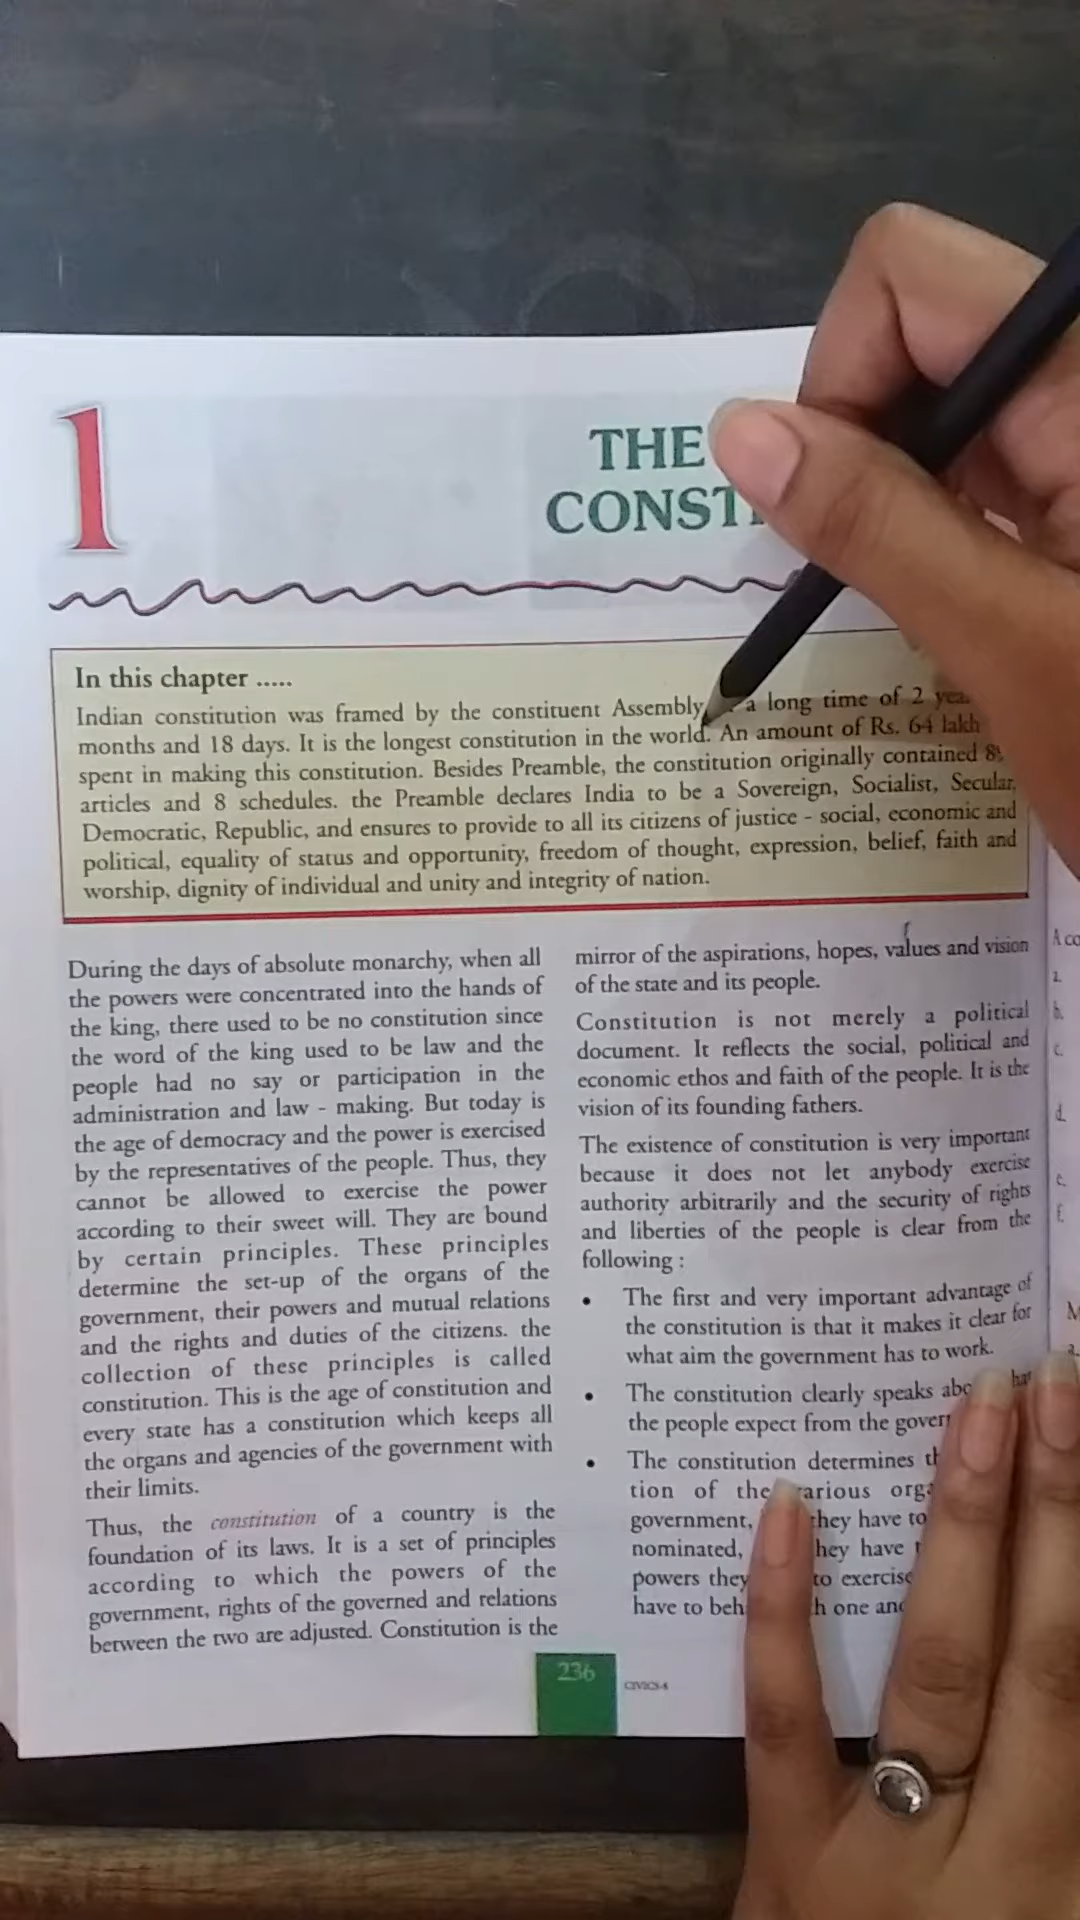 1
THE
CONSTI
In this chapter .....
Indian constitution was framed by the constituent Assembly a long time of 2
months and 18 days. It is the longest constitution in the world. An amount of Rs. 64 lakh
spent in making this constitution. Besides Preamble, the constitution originally contained
articles and 8 schedules. the Preamble declares India to be a Sovereign, Socialist, Secular,
Democratic, Republic, and ensures to provide to all its citizens of justice - social, economic and
political, equality of status and opportunity, freedom of thought, expression, belief, faith and
worship, dignity of individual and unity and integrity of nation.
During the days of absolute monarchy, when all
the powers were concentrated into the hands of
the king, there used to be no constitution since
the word of the king used to be law and the
people had no say or participation in the
administration and law - making. But today is
the age of democracy and the power is exercised
by the representatives of the people. Thus, they
cannot be allowed to exercise the power
according to their sweet will. They are bound
by certain principles. These principles
determine the set-up of the organs of the
government, their powers and mutual relations
and the rights and duties of the citizens. the
collection of these principles is called
constitution. This is the age of constitution and
every state has a constitution which keeps all
the organs and agencies of the government with
their limits.
Thus, the constitution of a country is the
foundation of its laws. It is a set of principles
according to which the powers of the
government, rights of the governed and relations
between the two are adjusted. Constitution is the
mirror of the aspirations, hopes, values and vision
of the state and its people.
Constitution is not merely a political
document. It reflects the social, political and
economic ethos and faith of the people. It is the
vision of its founding fathers.
The existence of constitution is very important
because it does not let anybody exercise
authority arbitrarily and the security of rights
and liberties of the people is clear from the
following :
• The first and very important advantage of
the constitution is that it makes it clear for
what aim the government has to work.
• The constitution clearly speaks
the people expect from the
• The constitution determines
tion of the
government, they have to
nominated, they have
powers they to exercise
have to one
236
CIVICS-8
A co
a.
b.
c.
d.
e.
f.
M
a.